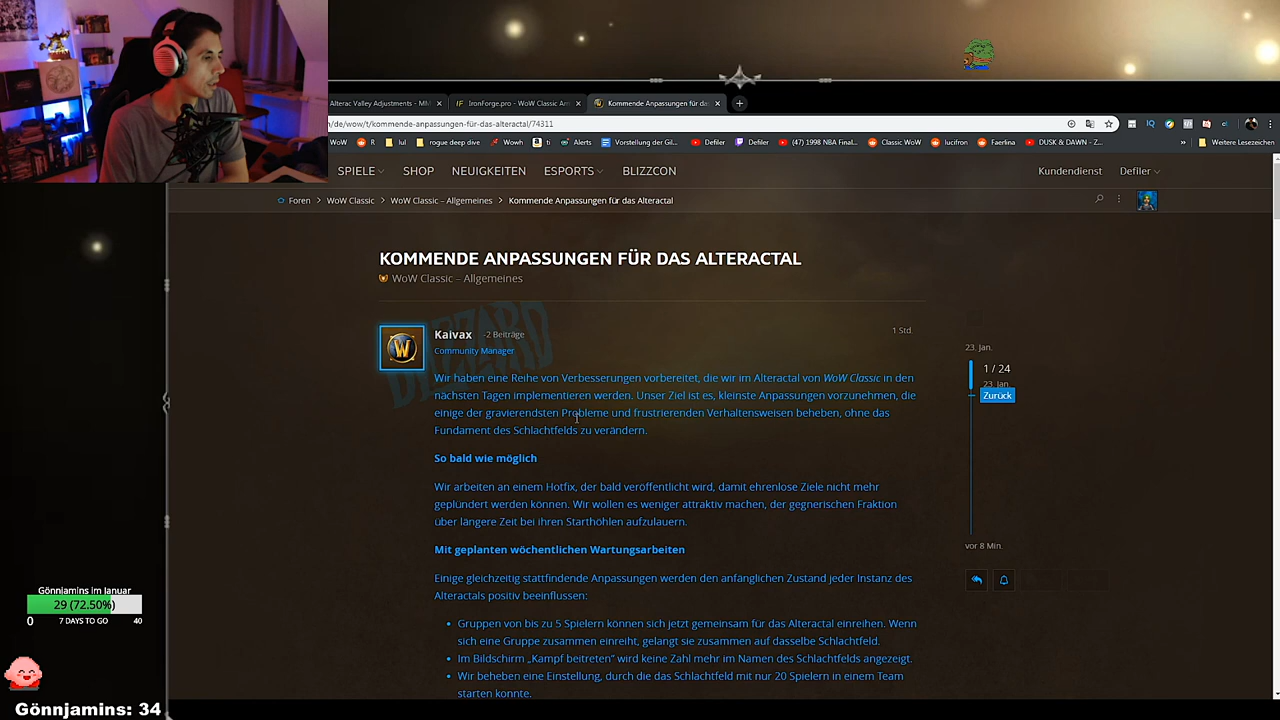 Alterac Valley Adjustments - MM
IronForge.pro - WoW Classic Arm
Kommende Anpassungen für das
/de/wow/t/kommende-anpassungen-für-das-alteractal/74311
WoW
R
lul
rogue deep dive
Wowh
ti
Alerts
Vorstellung der Gil...
Defiler
Defiler
(47) 1998 NBA Final...
Classic WoW
lucifron
Faerlina
DUSK & DAWN - Z...
»
Weitere Lesezeichen
SPIELE
SHOP
NEUIGKEITEN
ESPORTS
BLIZZCON
Kundendienst
Defiler
Foren > WoW Classic > WoW Classic – Allgemeines > Kommende Anpassungen für das Alteractal
KOMMENDE ANPASSUNGEN FÜR DAS ALTERACTAL
WoW Classic – Allgemeines
BLIZZARD
Kaivax -2 Beiträge
1 Std.
Community Manager
Wir haben eine Reihe von Verbesserungen vorbereitet, die wir im Alteractal von WoW Classic in den
nächsten Tagen implementieren werden. Unser Ziel ist es, kleinste Anpassungen vorzunehmen, die
einige der gravierendsten Probleme und frustrierenden Verhaltensweisen beheben, ohne das
Fundament des Schlachtfelds zu verändern.
So bald wie möglich
Wir arbeiten an einem Hotfix, der bald veröffentlicht wird, damit ehrenlose Ziele nicht mehr
geplündert werden können. Wir wollen es weniger attraktiv machen, der gegnerischen Fraktion
über längere Zeit bei ihren Starthöhlen aufzulauern.
Mit geplanten wöchentlichen Wartungsarbeiten
Einige gleichzeitig stattfindende Anpassungen werden den anfänglichen Zustand jeder Instanz des
Alteractals positiv beeinflussen:
• Gruppen von bis zu 5 Spielern können sich jetzt gemeinsam für das Alteractal einreihen. Wenn
sich eine Gruppe zusammen einreiht, gelangt sie zusammen auf dasselbe Schlachtfeld.
• Im Bildschirm „Kampf beitreten“ wird keine Zahl mehr im Namen des Schlachtfelds angezeigt.
• Wir beheben eine Einstellung, durch die das Schlachtfeld mit nur 20 Spielern in einem Team
starten konnte.
23. Jan.
1 / 24
23. Jan.
Zurück
vor 8 Min.
Gönnjamins im Januar
29 (72.50%)
0
7 DAYS TO GO
40
Gönnjamins: 34